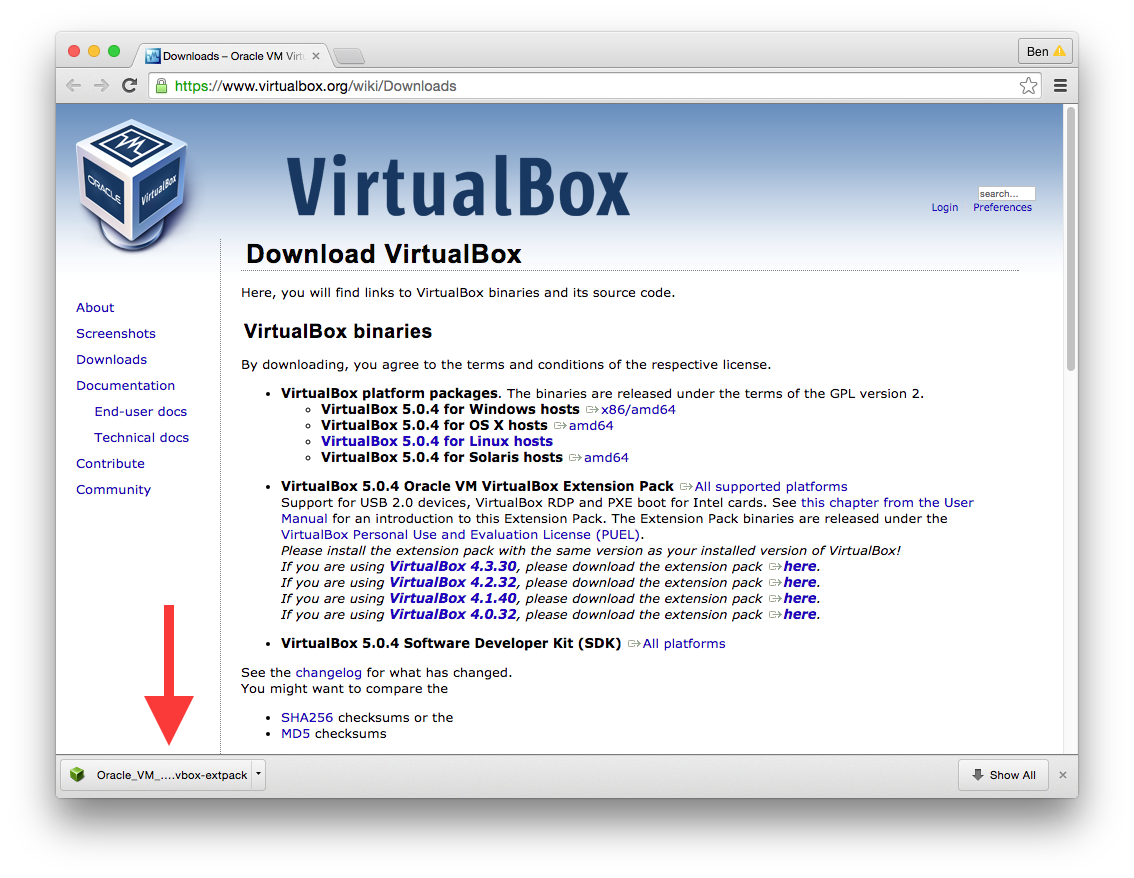 Downloads – Oracle VM Virtu
Ben
https://www.virtualbox.org/wiki/Downloads
ORACLE
VirtualBox
VirtualBox
search...
Login Preferences
Download VirtualBox
Here, you will find links to VirtualBox binaries and its source code.
About
Screenshots
Downloads
Documentation
End-user docs
Technical docs
Contribute
Community
VirtualBox binaries
By downloading, you agree to the terms and conditions of the respective license.
VirtualBox platform packages. The binaries are released under the terms of the GPL version 2.
VirtualBox 5.0.4 for Windows hosts x86/amd64
VirtualBox 5.0.4 for OS X hosts amd64
VirtualBox 5.0.4 for Linux hosts
VirtualBox 5.0.4 for Solaris hosts amd64
VirtualBox 5.0.4 Oracle VM VirtualBox Extension Pack All supported platforms
Support for USB 2.0 devices, VirtualBox RDP and PXE boot for Intel cards. See this chapter from the User
Manual for an introduction to this Extension Pack. The Extension Pack binaries are released under the
VirtualBox Personal Use and Evaluation License (PUEL).
Please install the extension pack with the same version as your installed version of VirtualBox!
If you are using VirtualBox 4.3.30, please download the extension pack here.
If you are using VirtualBox 4.2.32, please download the extension pack here.
If you are using VirtualBox 4.1.40, please download the extension pack here.
If you are using VirtualBox 4.0.32, please download the extension pack here.
VirtualBox 5.0.4 Software Developer Kit (SDK) All platforms
See the changelog for what has changed.
You might want to compare the
SHA256 checksums or the
MD5 checksums
Oracle_VM_....vbox-extpack
Show All